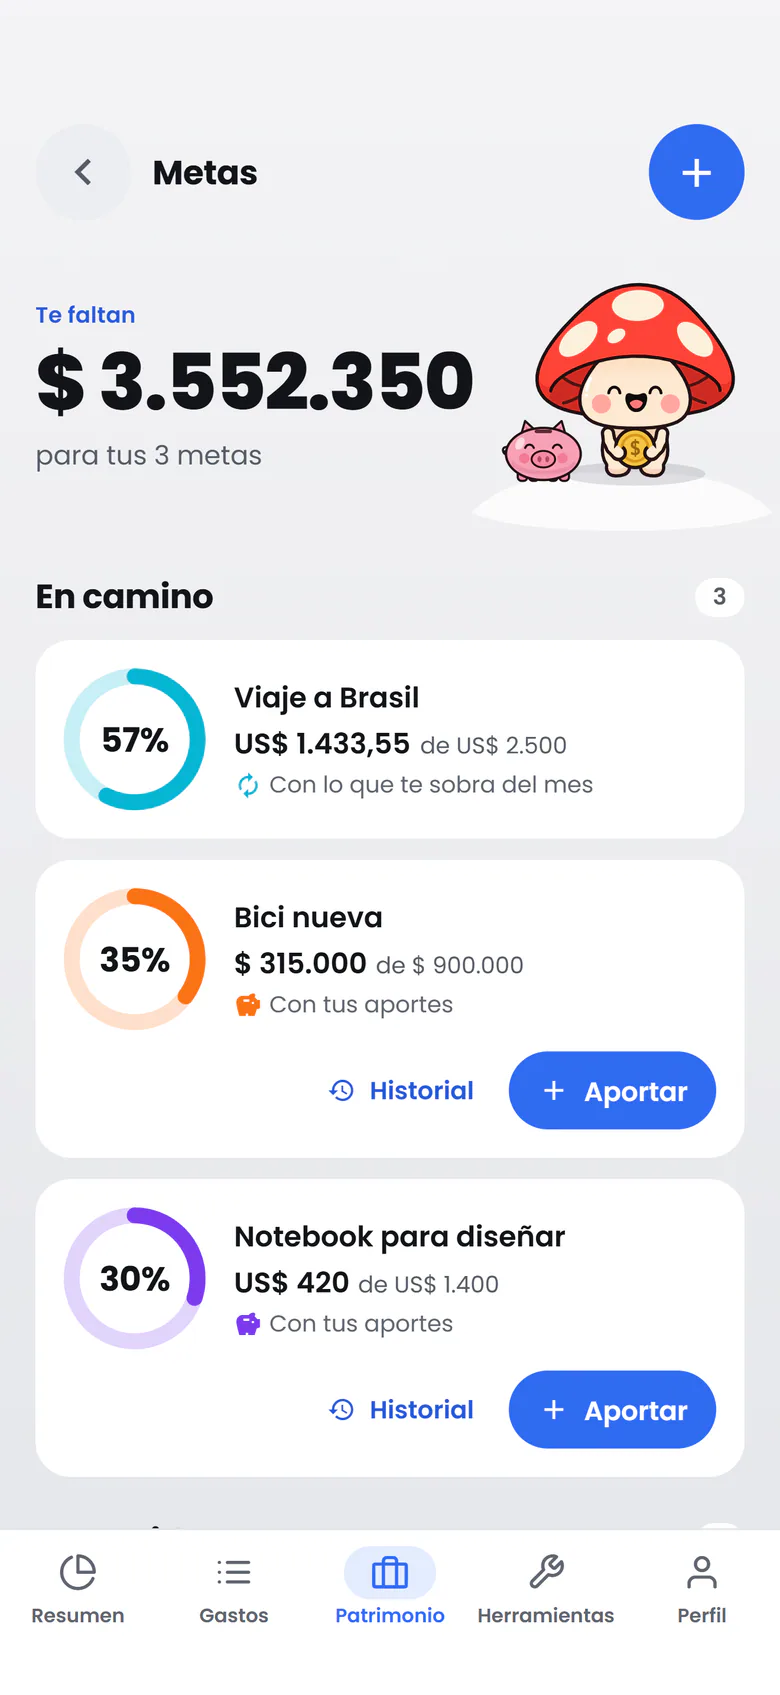 Metas
Te faltan
$ 3.552.350
para tus 3 metas
$
En camino
3
57%
Viaje a Brasil
US$ 1.433,55 de US$ 2.500
Con lo que te sobra del mes
35%
Bici nueva
$ 315.000 de $ 900.000
Con tus aportes
Historial
+ Aportar
30%
Notebook para diseñar
US$ 420 de US$ 1.400
Con tus aportes
Historial
+ Aportar
Resumen
Gastos
Patrimonio
Herramientas
Perfil